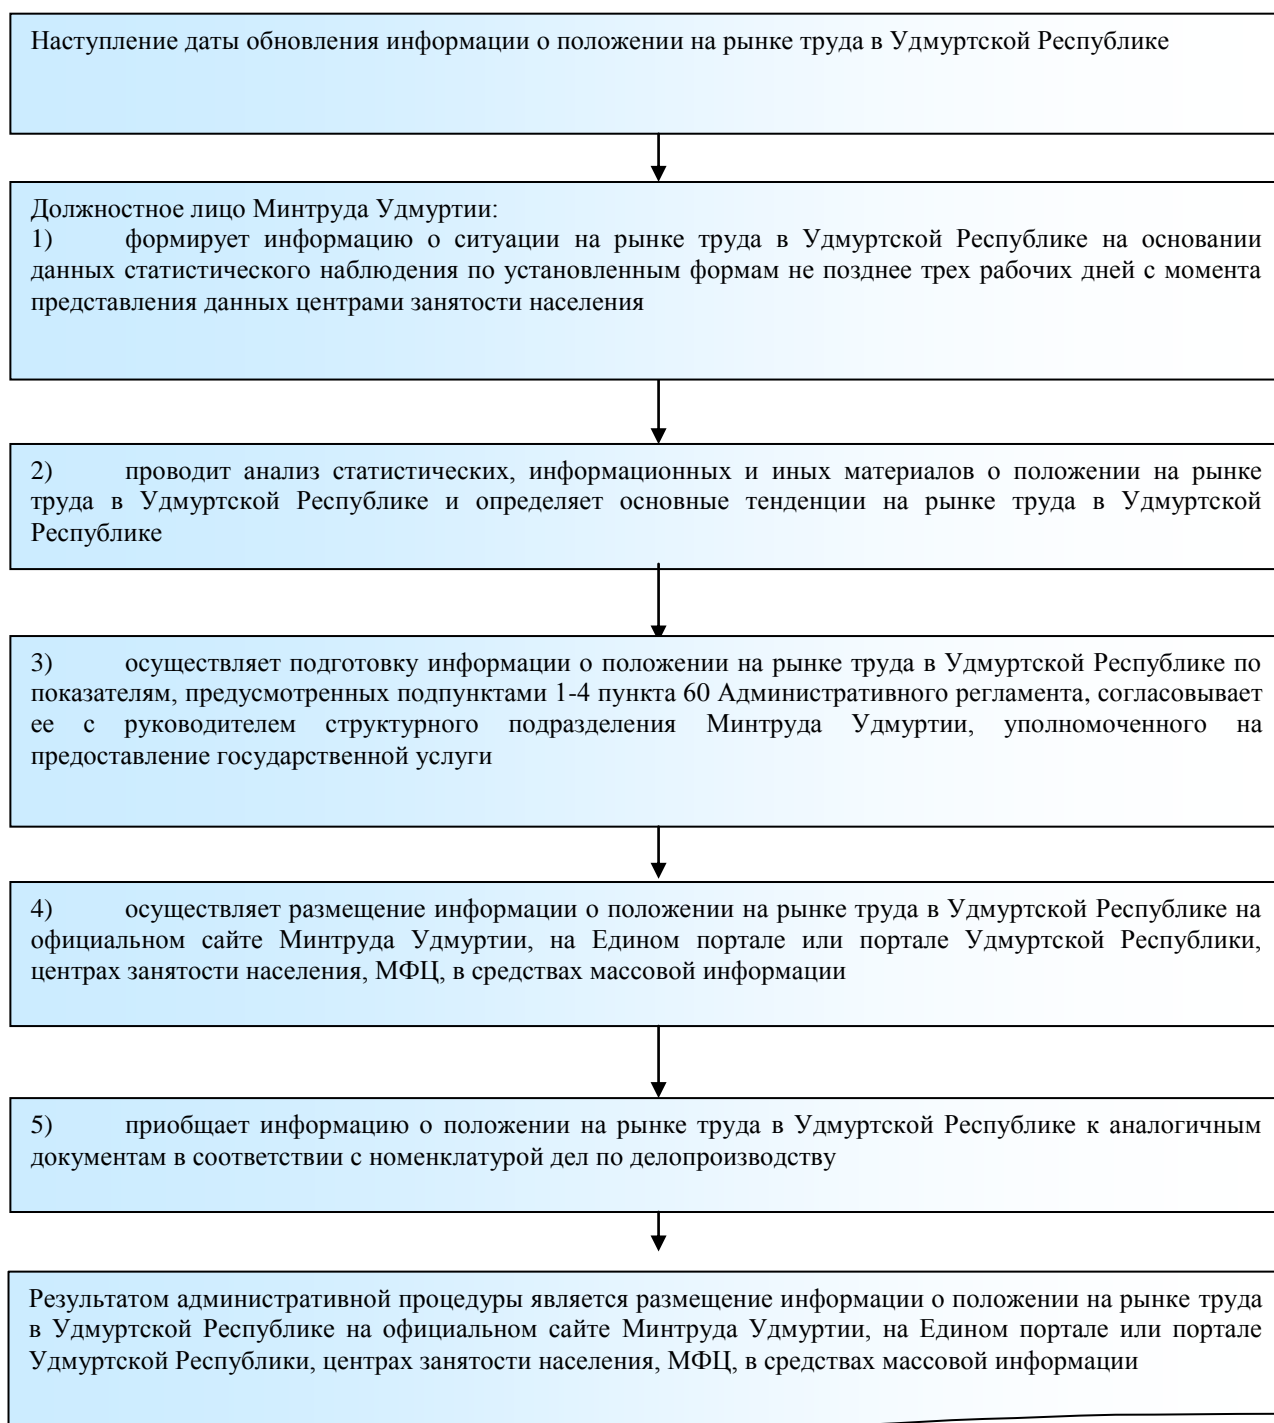 Наступление даты обновления информации о положении на рынке труда в Удмуртской Республике
Должностное лицо Минтруда Удмуртии:
1) формирует информацию о ситуации на рынке труда в Удмуртской Республике на основании
данных статистического наблюдения по установленным формам не позднее трех рабочих дней с момента
представления данных центрами занятости населения
2) проводит анализ статистических, информационных и иных материалов о положении на рынке
труда в Удмуртской Республике и определяет основные тенденции на рынке труда в Удмуртской
Республике
3) осуществляет подготовку информации о положении на рынке труда в Удмуртской Республике по
показателям, предусмотренных подпунктами 1-4 пункта 60 Административного регламента, согласовывает
ее с руководителем структурного подразделения Минтруда Удмуртии, уполномоченного на
предоставление государственной услуги
4) осуществляет размещение информации о положении на рынке труда в Удмуртской Республике на
официальном сайте Минтруда Удмуртии, на Едином портале или портале Удмуртской Республики,
центрах занятости населения, МФЦ, в средствах массовой информации
5) приобщает информацию о положении на рынке труда в Удмуртской Республике к аналогичным
документам в соответствии с номенклатурой дел по делопроизводству
Результатом административной процедуры является размещение информации о положении на рынке труда
в Удмуртской Республике на официальном сайте Минтруда Удмуртии, на Едином портале или портале
Удмуртской Республики, центрах занятости населения, МФЦ, в средствах массовой информации